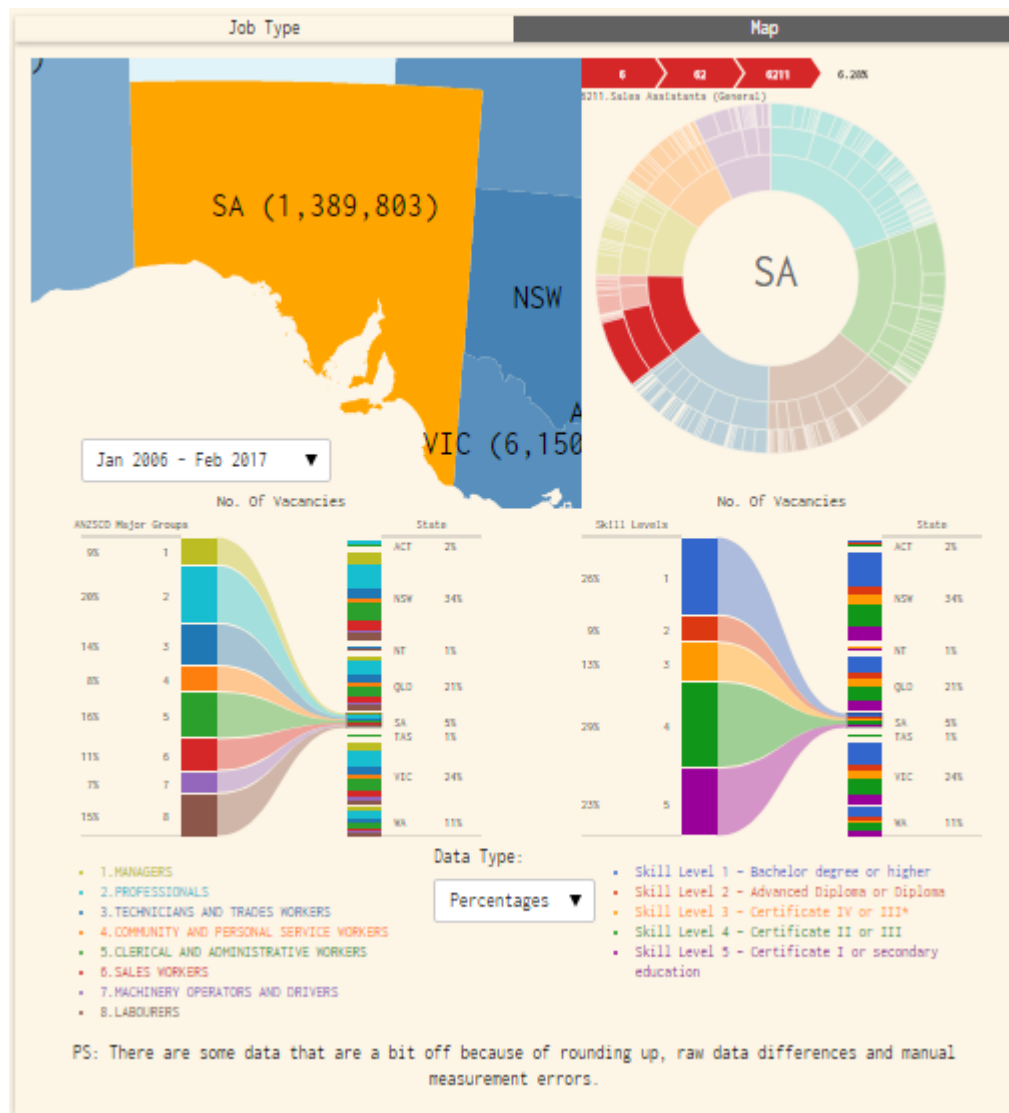 Job Type
Map
)
6 62 6211 6.28%
6211.Sales Assistants (General)
SA (1,389,803)
NSW
A
VIC (6,150
SA
Jan 2006 - Feb 2017 ▼
No. Of Vacancies
ANZSCO Major Groups State
9% 1
20% 2
14% 3
8% 4
16% 5
11% 6
7% 7
15% 8
ACT 2%
NSW 34%
NT 1%
QLD 21%
SA 5%
TAS 1%
VIC 24%
WA 11%
No. Of Vacancies
Skill Levels State
26% 1
9% 2
13% 3
29% 4
23% 5
ACT 2%
NSW 34%
NT 1%
QLD 21%
SA 5%
TAS 1%
VIC 24%
WA 11%
1.MANAGERS
2.PROFESSIONALS
3.TECHNICIANS AND TRADES WORKERS
4.COMMUNITY AND PERSONAL SERVICE WORKERS
5.CLERICAL AND ADMINISTRATIVE WORKERS
6.SALES WORKERS
7.MACHINERY OPERATORS AND DRIVERS
8.LABOURERS
Data Type:
Percentages ▼
Skill Level 1 - Bachelor degree or higher
Skill Level 2 - Advanced Diploma or Diploma
Skill Level 3 - Certificate IV or III*
Skill Level 4 - Certificate II or III
Skill Level 5 - Certificate I or secondary
education
PS: There are some data that are a bit off because of rounding up, raw data differences and manual
measurement errors.